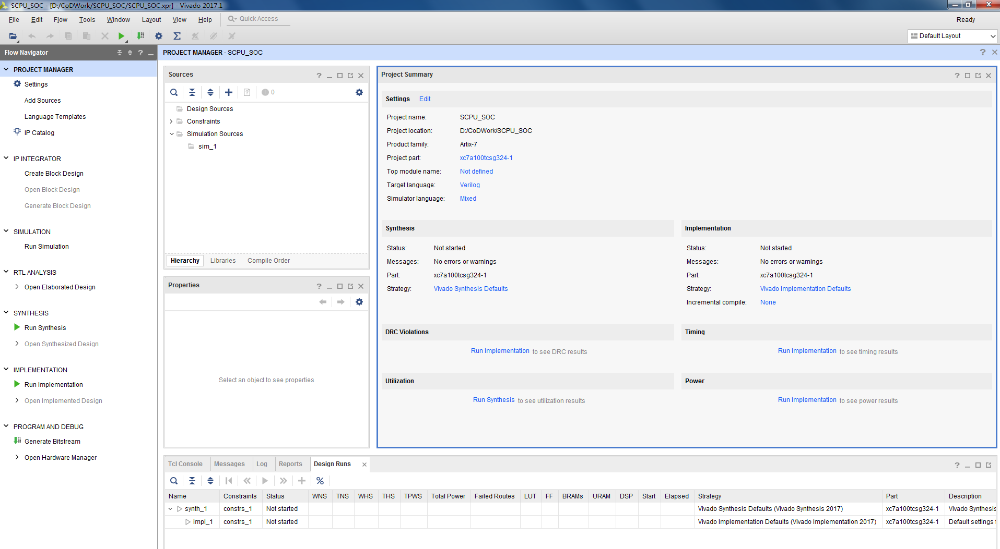 SCPU_SOC - [D:/CoDWork/SCPU_SOC/SCPU_SOC.xpr] - Vivado 2017.1
File Edit Flow Tools Window Layout View Help Quick Access Ready
Default Layout
Flow Navigator
PROJECT MANAGER
Settings
Add Sources
Language Templates
IP Catalog
IP INTEGRATOR
Create Block Design
Open Block Design
Generate Block Design
SIMULATION
Run Simulation
RTL ANALYSIS
Open Elaborated Design
SYNTHESIS
Run Synthesis
Open Synthesized Design
IMPLEMENTATION
Run Implementation
Open Implemented Design
PROGRAM AND DEBUG
Generate Bitstream
Open Hardware Manager
PROJECT MANAGER - SCPU_SOC
Sources
0
Design Sources
Constraints
Simulation Sources
sim_1
Hierarchy Libraries Compile Order
Properties
Select an object to see properties
Project Summary
Settings Edit
Project name: SCPU_SOC
Project location: D:/CoDWork/SCPU_SOC
Product family: Artix-7
Project part: xc7a100tcsg324-1
Top module name: Not defined
Target language: Verilog
Simulator language: Mixed
Synthesis
Status: Not started
Messages: No errors or warnings
Part: xc7a100tcsg324-1
Strategy: Vivado Synthesis Defaults
Implementation
Status: Not started
Messages: No errors or warnings
Part: xc7a100tcsg324-1
Strategy: Vivado Implementation Defaults
Incremental compile: None
DRC Violations
Run Implementation to see DRC results
Timing
Run Implementation to see timing results
Utilization
Run Synthesis to see utilization results
Power
Run Implementation to see power results
Tcl Console Messages Log Reports Design Runs
Name Constraints Status WNS TNS WHS THS TPWS Total Power Failed Routes LUT FF BRAMs URAM DSP Start Elapsed Strategy Part Description
synth_1 constrs_1 Not started Vivado Synthesis Defaults (Vivado Synthesis 2017) xc7a100tcsg324-1 Vivado Synthesis
impl_1 constrs_1 Not started Vivado Implementation Defaults (Vivado Implementation 2017) xc7a100tcsg324-1 Default settings